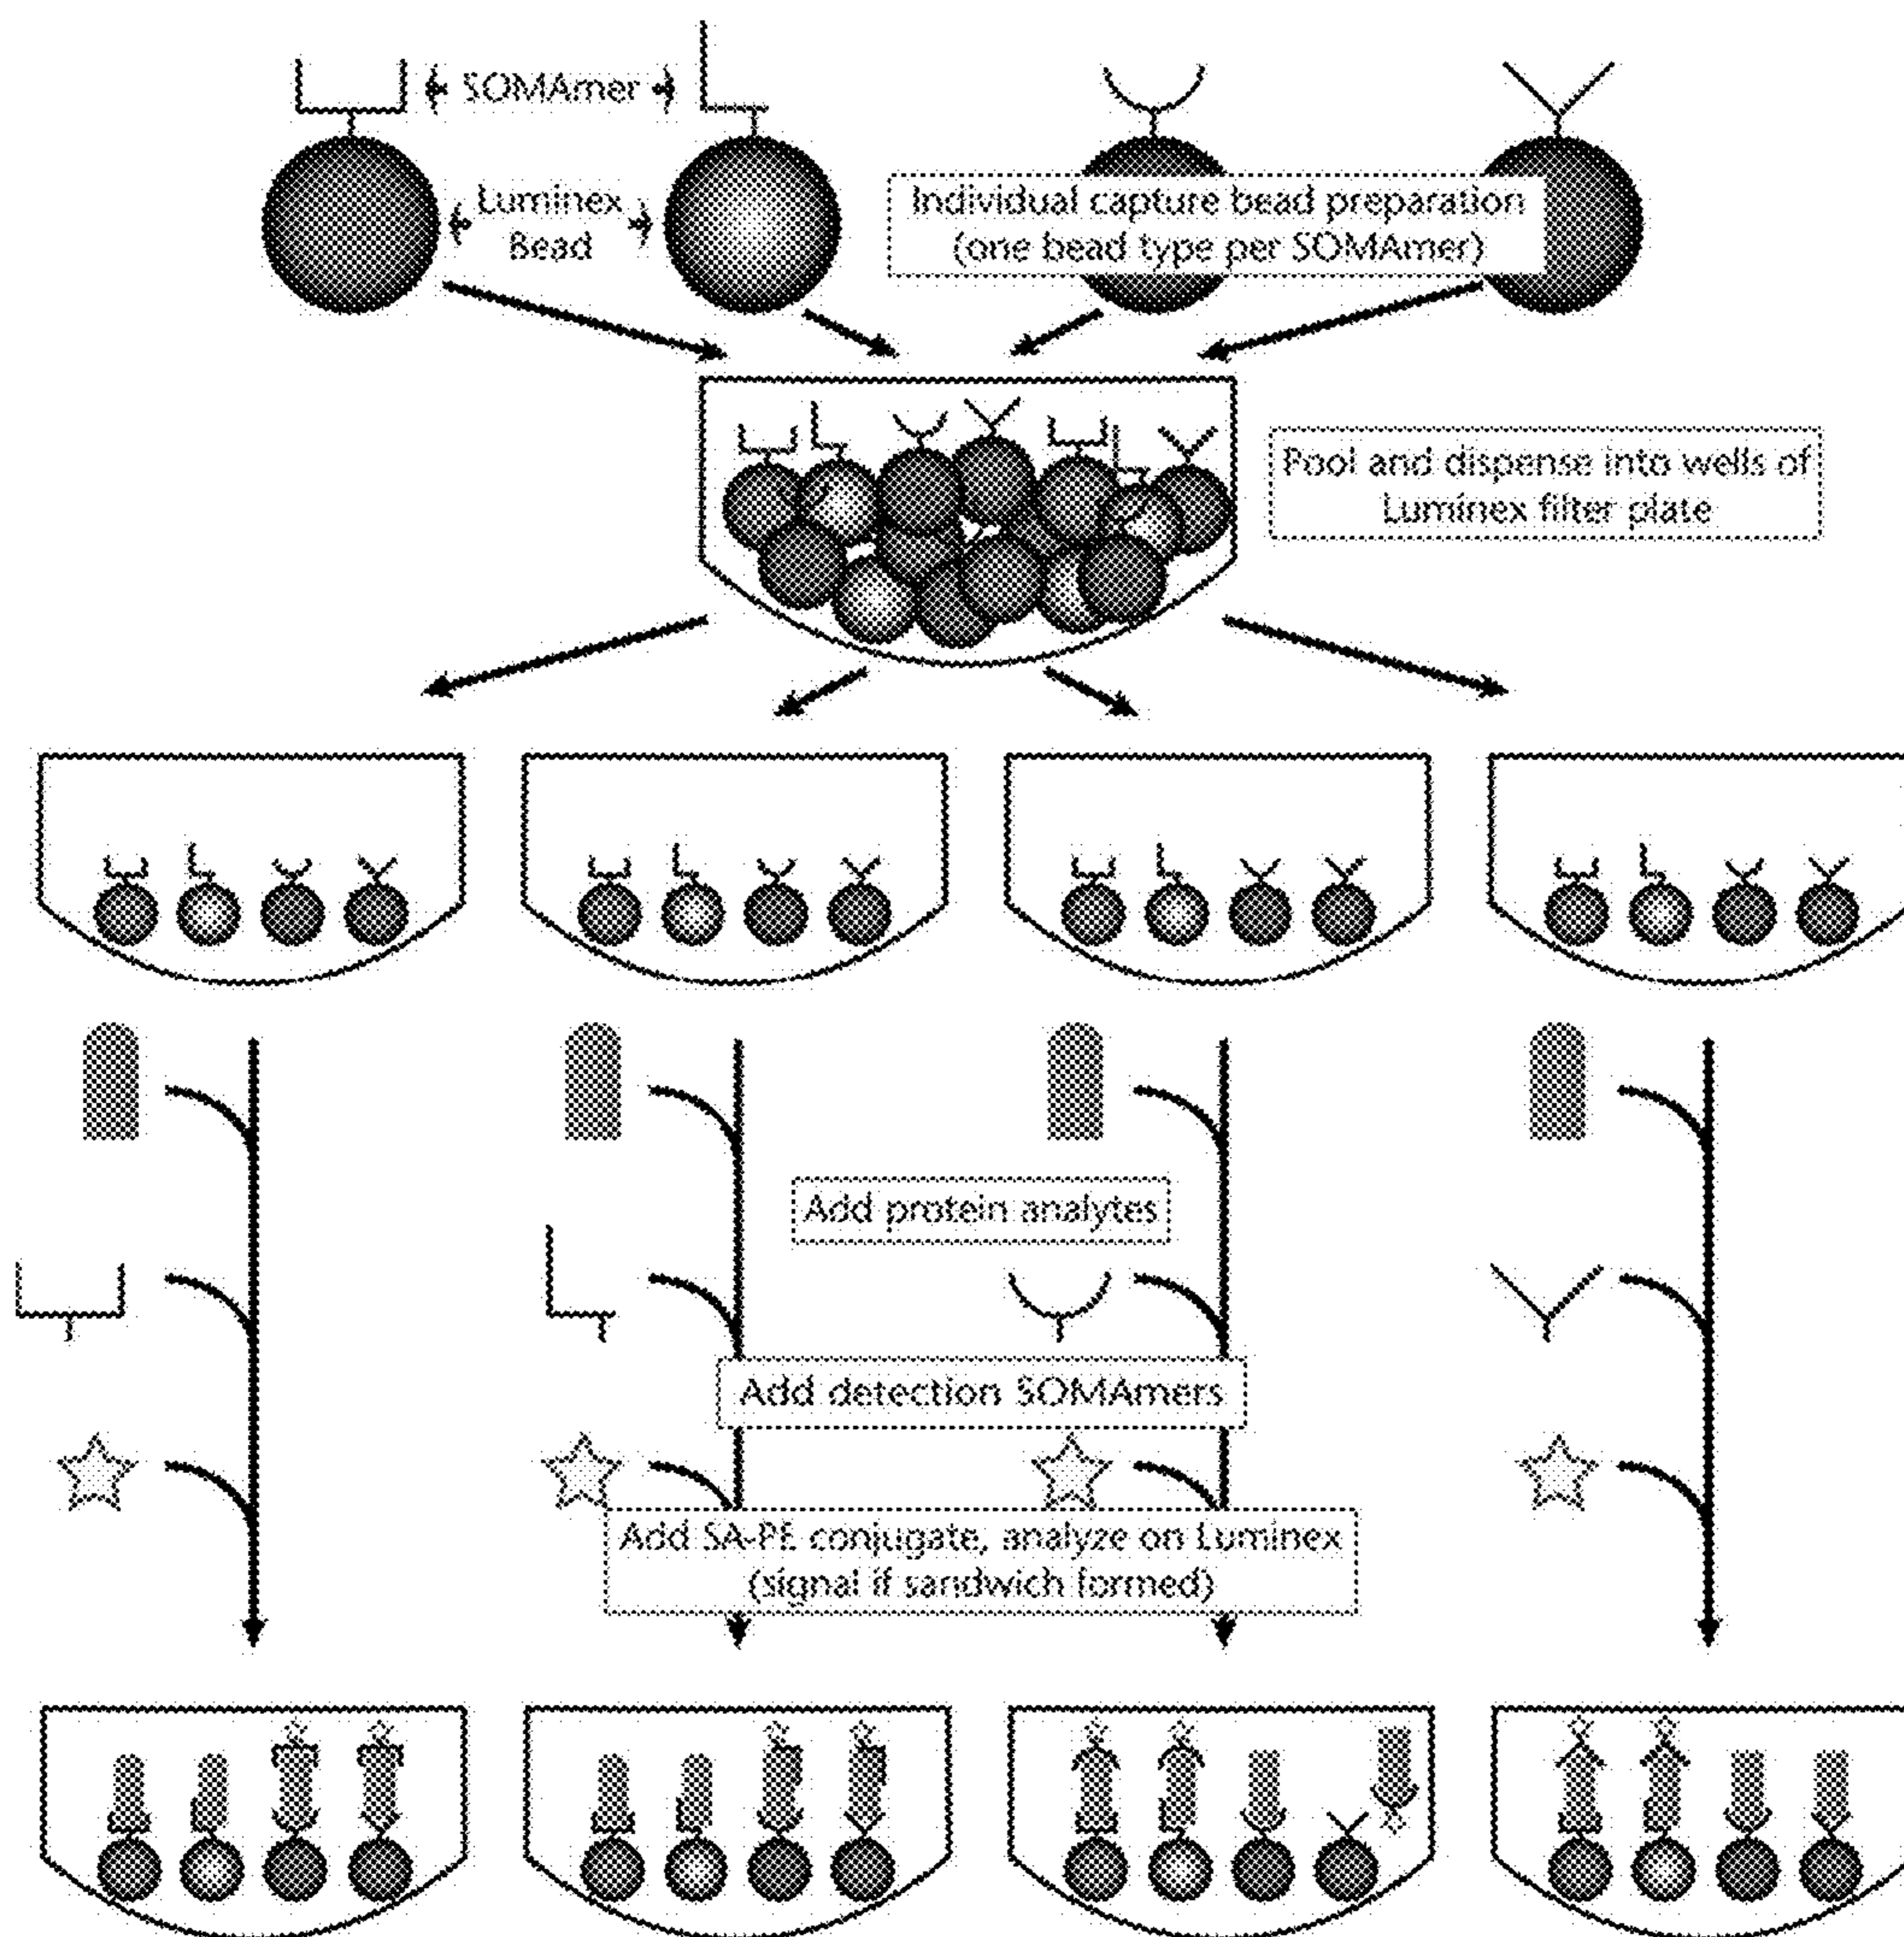 SOMAmer
Luminex
Bead
Individual capture bead preparation
(one bead type per SOMAmer)
Pool and dispense into wells of
Luminex filter plate
Add protein analytes
Add detection SOMAmers
Add SA-PE conjugate, analyze on Luminex
(signal if sandwich formed)